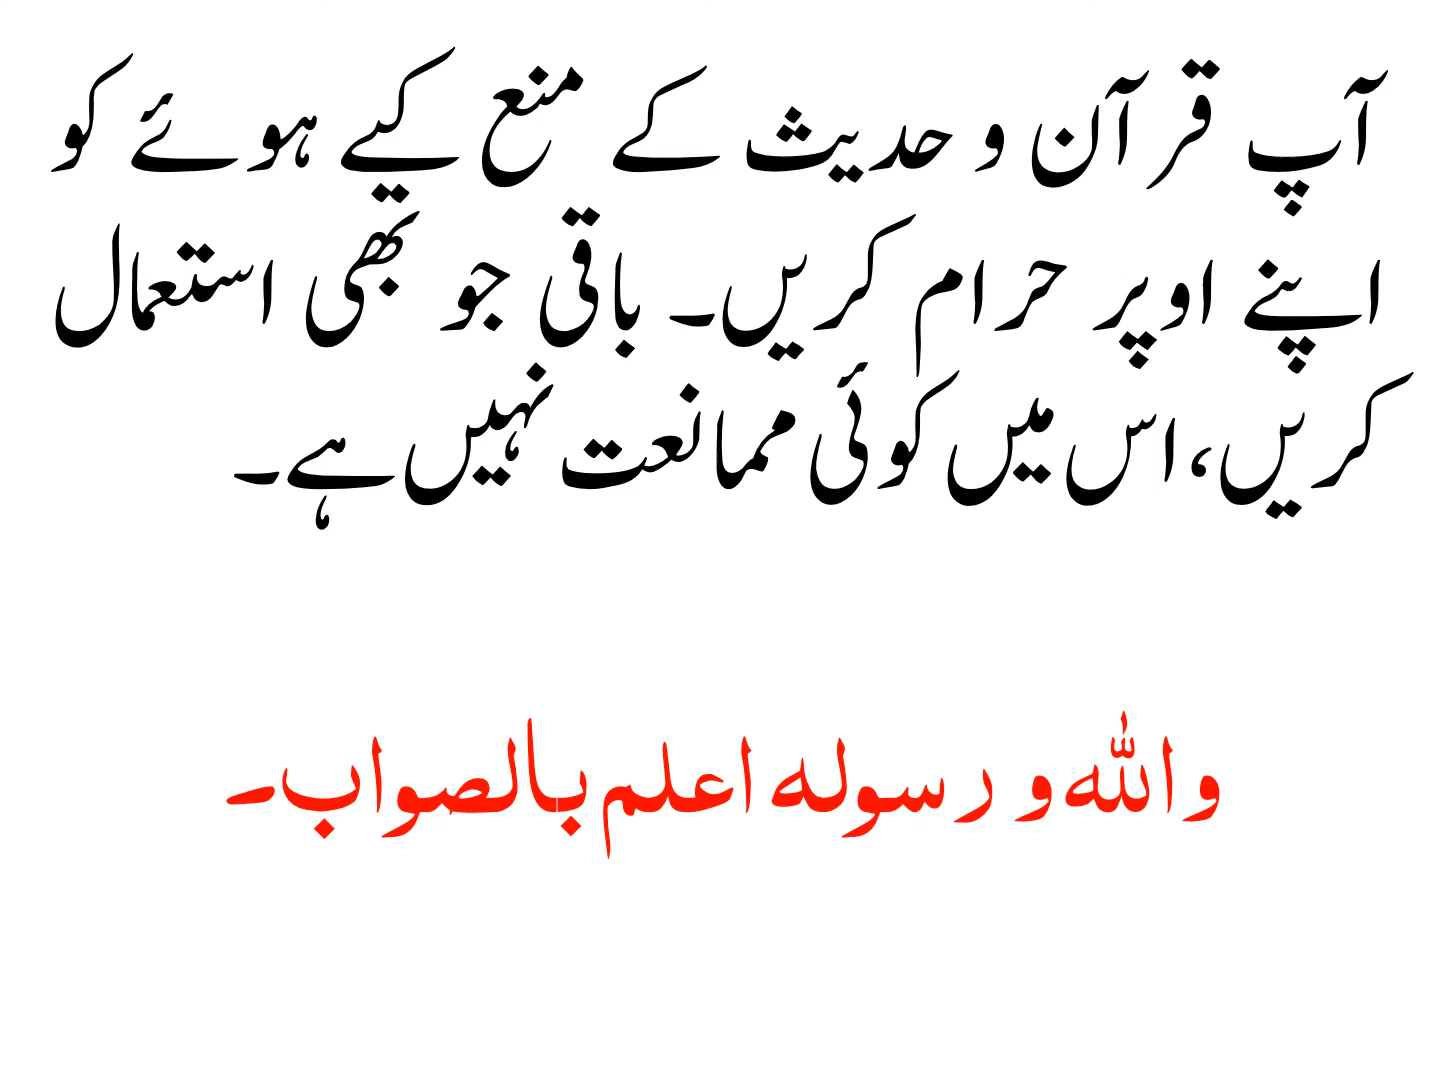 آپ قرآن و حدیث کے منع کیے ہوئے کو
اپنے اوپر حرام کریں۔ باقی جو بھی استعمال
کریں، اس میں کوئی ممانعت نہیں ہے۔
واللہ و رسولہ اعلم بالصواب۔